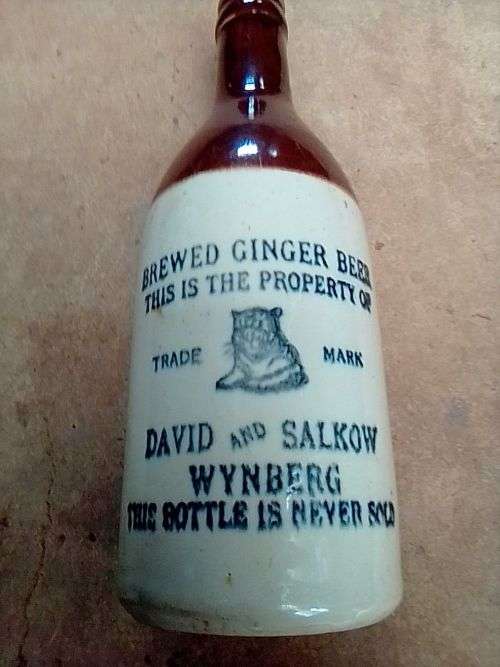 BREWED GINGER BEER
THIS IS THE PROPERTY OF
TRADE MARK
DAVID AND SALKOW
WYNBERG
THIS BOTTLE IS NEVER SOLD